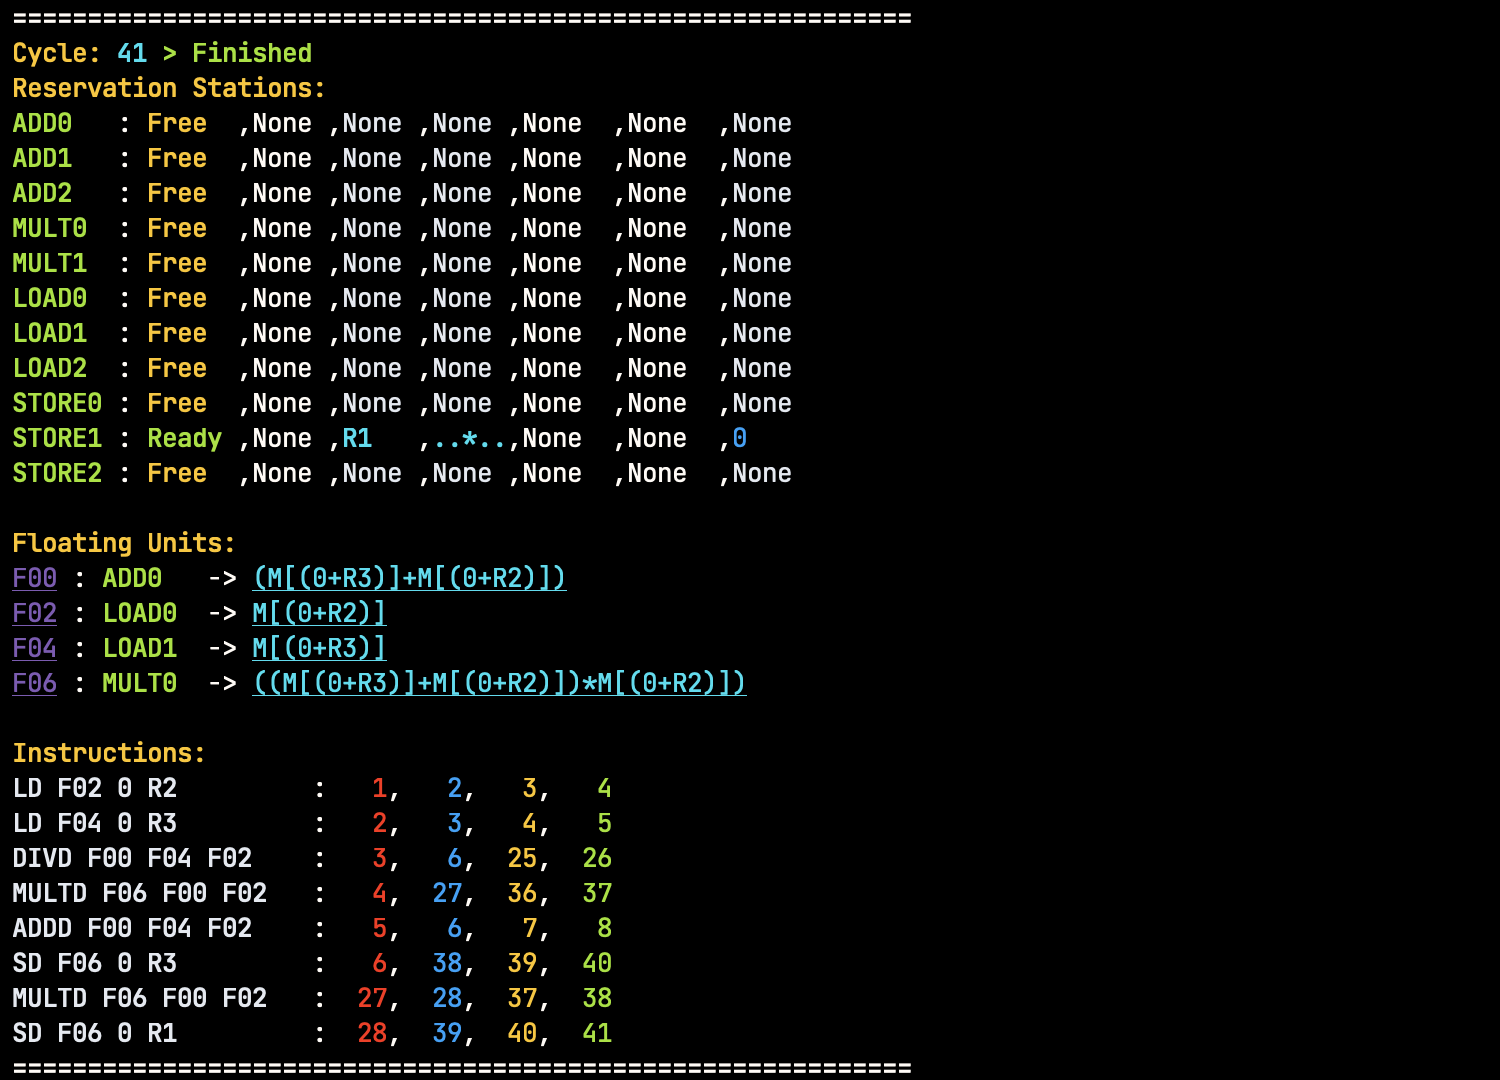 ============================================================
Cycle: 41 > Finished
Reservation Stations:
ADD0   : Free  ,None ,None ,None ,None  ,None  ,None
ADD1   : Free  ,None ,None ,None ,None  ,None  ,None
ADD2   : Free  ,None ,None ,None ,None  ,None  ,None
MULT0  : Free  ,None ,None ,None ,None  ,None  ,None
MULT1  : Free  ,None ,None ,None ,None  ,None  ,None
LOAD0  : Free  ,None ,None ,None ,None  ,None  ,None
LOAD1  : Free  ,None ,None ,None ,None  ,None  ,None
LOAD2  : Free  ,None ,None ,None ,None  ,None  ,None
STORE0 : Free  ,None ,None ,None ,None  ,None  ,None
STORE1 : Ready ,None ,R1   ,..*..,None  ,None  ,0
STORE2 : Free  ,None ,None ,None ,None  ,None  ,None

Floating Units:
F00 : ADD0   -> (M[(0+R3)]+M[(0+R2)])
F02 : LOAD0  -> M[(0+R2)]
F04 : LOAD1  -> M[(0+R3)]
F06 : MULT0  -> ((M[(0+R3)]+M[(0+R2)])*M[(0+R2)])

Instructions:
LD F02 0 R2         :   1,   2,   3,   4
LD F04 0 R3         :   2,   3,   4,   5
DIVD F00 F04 F02    :   3,   6,  25,  26
MULTD F06 F00 F02   :   4,  27,  36,  37
ADDD F00 F04 F02    :   5,   6,   7,   8
SD F06 0 R3         :   6,  38,  39,  40
MULTD F06 F00 F02   :  27,  28,  37,  38
SD F06 0 R1         :  28,  39,  40,  41
============================================================